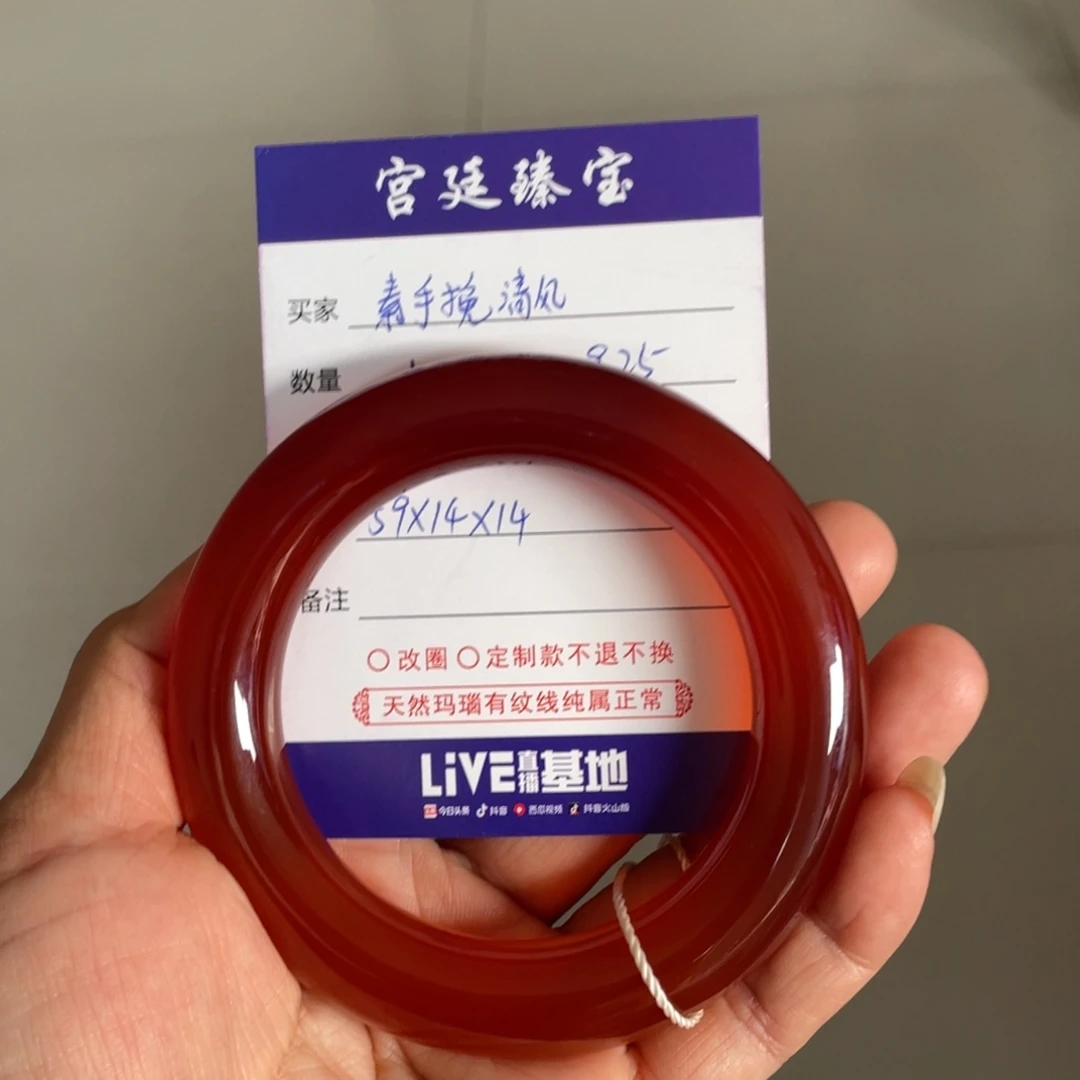 宫廷臻宝
买家 素手挽清风
数量 1 925
59X14X14
备注
○改圈○定制款不退不换
天然玛瑙有纹线纯属正常
LiVE直播基地
今日头条 抖音 西瓜视频 抖音火山版